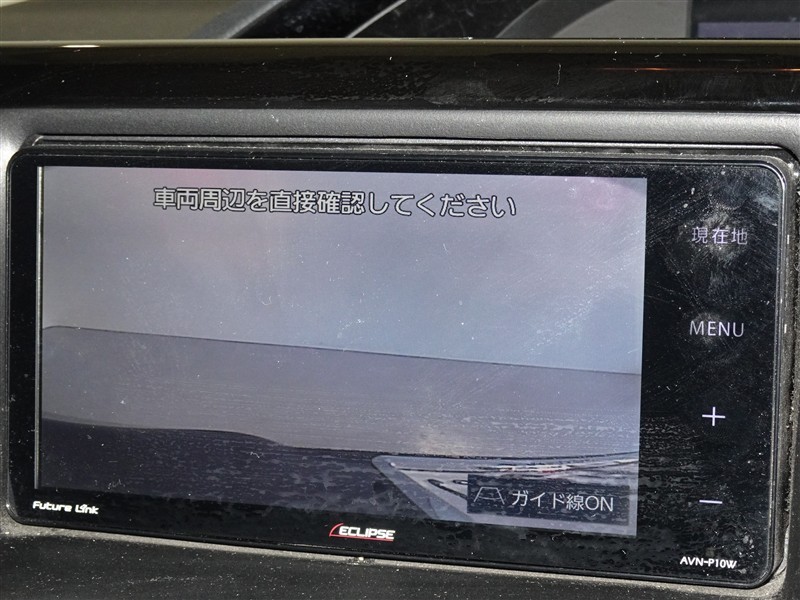 車両周辺を直接確認してください
現在地
MENU
+
−
ガイド線ON
Future Link
ECLIPSE
AVN-P10W